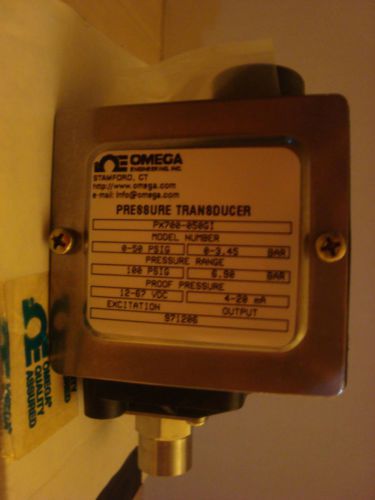 OMEGA
ENGINEERING, INC.
STAMFORD, CT
http://www.omega.com
e-mail: info@omega.com
PRESSURE TRANSDUCER
PX700-050GI
MODEL NUMBER
0-50 PSIG 0-3.45 BAR
PRESSURE RANGE
100 PSIG 6.90 BAR
PROOF PRESSURE
12-67 VDC 4-20 mA
EXCITATION OUTPUT
971206
OMEGA
QUALITY
ASSURED